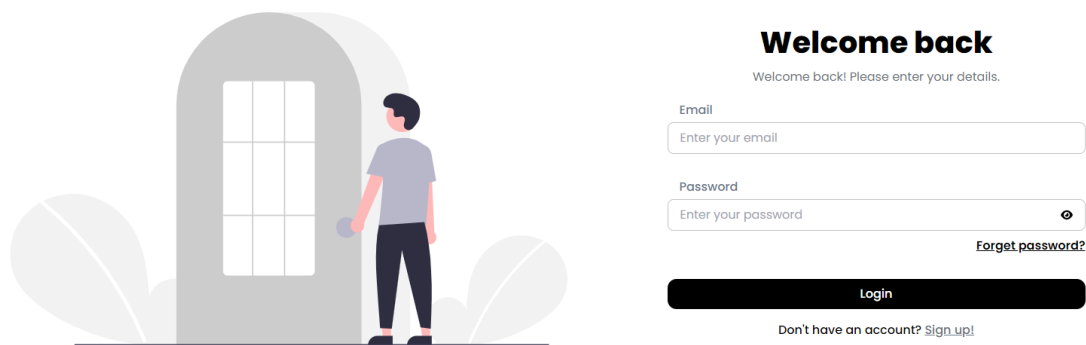 Welcome back
Welcome back! Please enter your details.
Email
Enter your email
Password
Enter your password
Forget password?
Login
Don't have an account? Sign up!